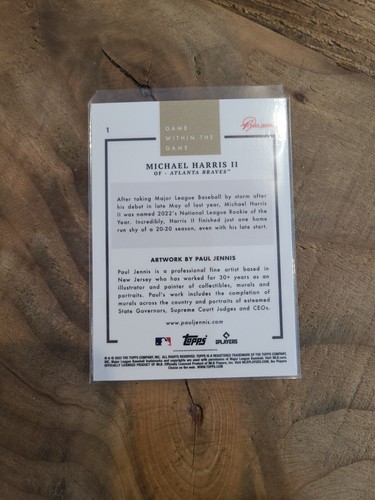 1
GAME
WITHIN THE
GAME
MICHAEL HARRIS II
OF - ATLANTA BRAVES™
After taking Major League Baseball by storm after
his debut in late May of last year, Michael Harris
II was named 2022's National League Rookie of the
Year. Incredibly, Harris II finished just one home
run shy of a 20-20 season, even with his late start.
ARTWORK BY PAUL JENNIS
Paul Jennis is a professional fine artist based in
New Jersey who has worked for 30+ years as an
illustrator and painter of collectibles, murals and
portraits. Paul's work includes the completion of
murals across the country and portraits of esteemed
State Governors, Supreme Court Judges and CEOs.
www.pauljennis.com
Topps
PLAYERS